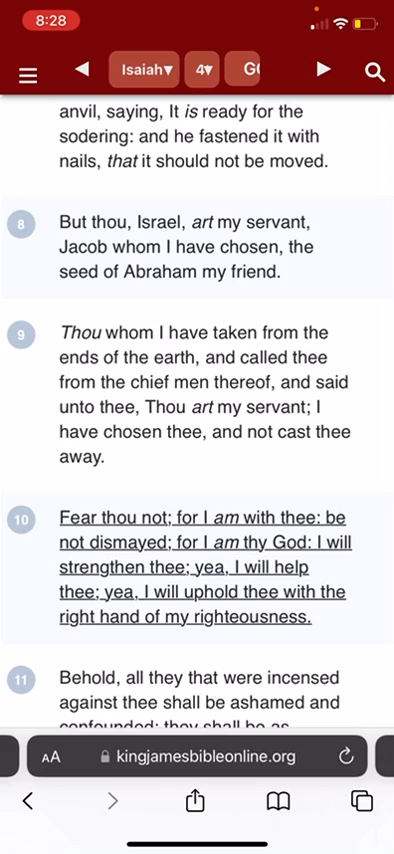 8:28
Isaiah▾ 4▾ G
anvil, saying, It is ready for the
sodering: and he fastened it with
nails, that it should not be moved.
8 But thou, Israel, art my servant,
Jacob whom I have chosen, the
seed of Abraham my friend.
9 Thou whom I have taken from the
ends of the earth, and called thee
from the chief men thereof, and said
unto thee, Thou art my servant; I
have chosen thee, and not cast thee
away.
10 Fear thou not; for I am with thee: be
not dismayed; for I am thy God: I will
strengthen thee; yea, I will help
thee; yea, I will uphold thee with the
right hand of my righteousness.
11 Behold, all they that were incensed
against thee shall be ashamed and
confounded: they shall be as
AA kingjamesbibleonline.org